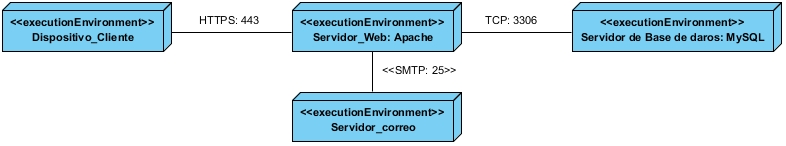 <<executionEnvironment>>
Dispositivo_Cliente
HTTPS: 443
<<executionEnvironment>>
Servidor_Web: Apache
TCP: 3306
<<executionEnvironment>>
Servidor de Base de daros: MySQL
<<SMTP: 25>>
<<executionEnvironment>>
Servidor_correo